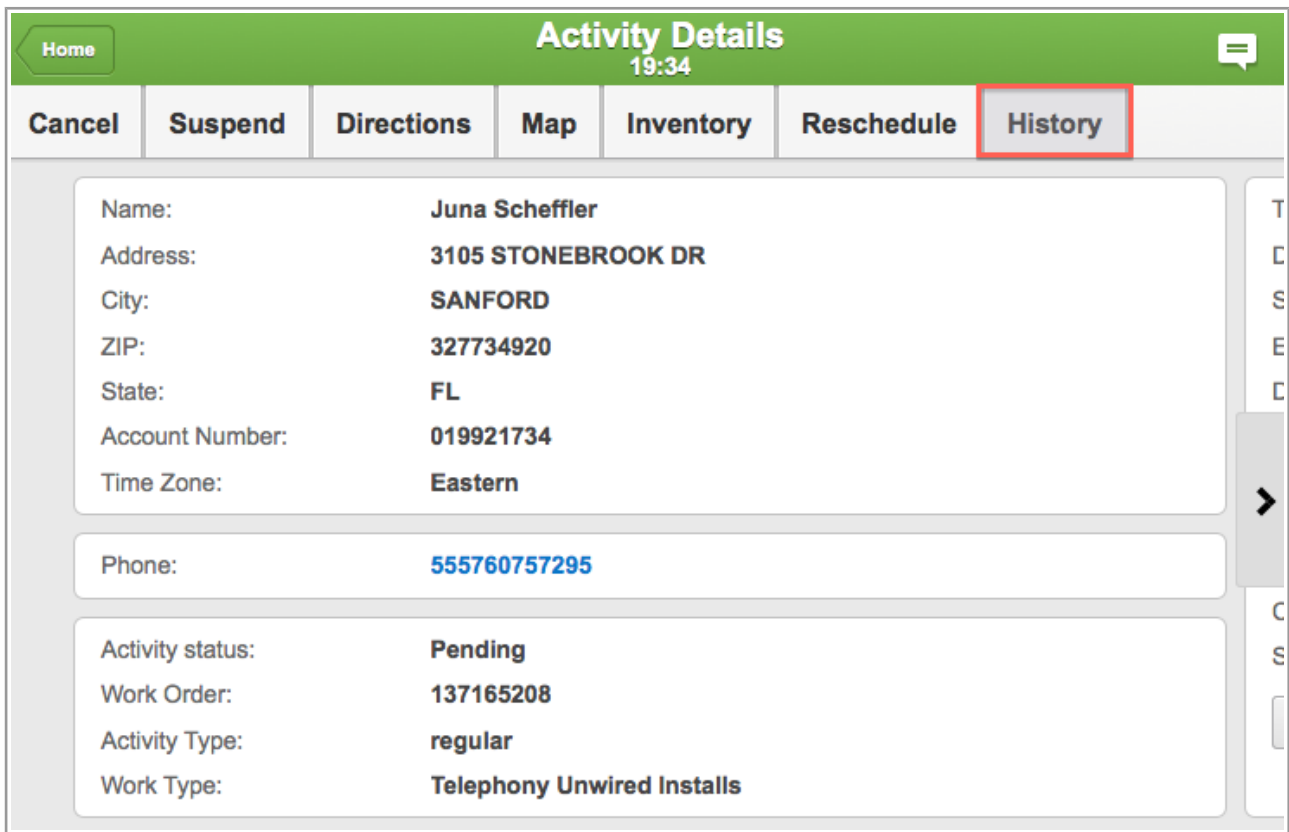 Home
Activity Details
19:34
Cancel Suspend Directions Map Inventory Reschedule History
Name: Juna Scheffler
Address: 3105 STONEBROOK DR
City: SANFORD
ZIP: 327734920
State: FL
Account Number: 019921734
Time Zone: Eastern
Phone: 555760757295
Activity status: Pending
Work Order: 137165208
Activity Type: regular
Work Type: Telephony Unwired Installs